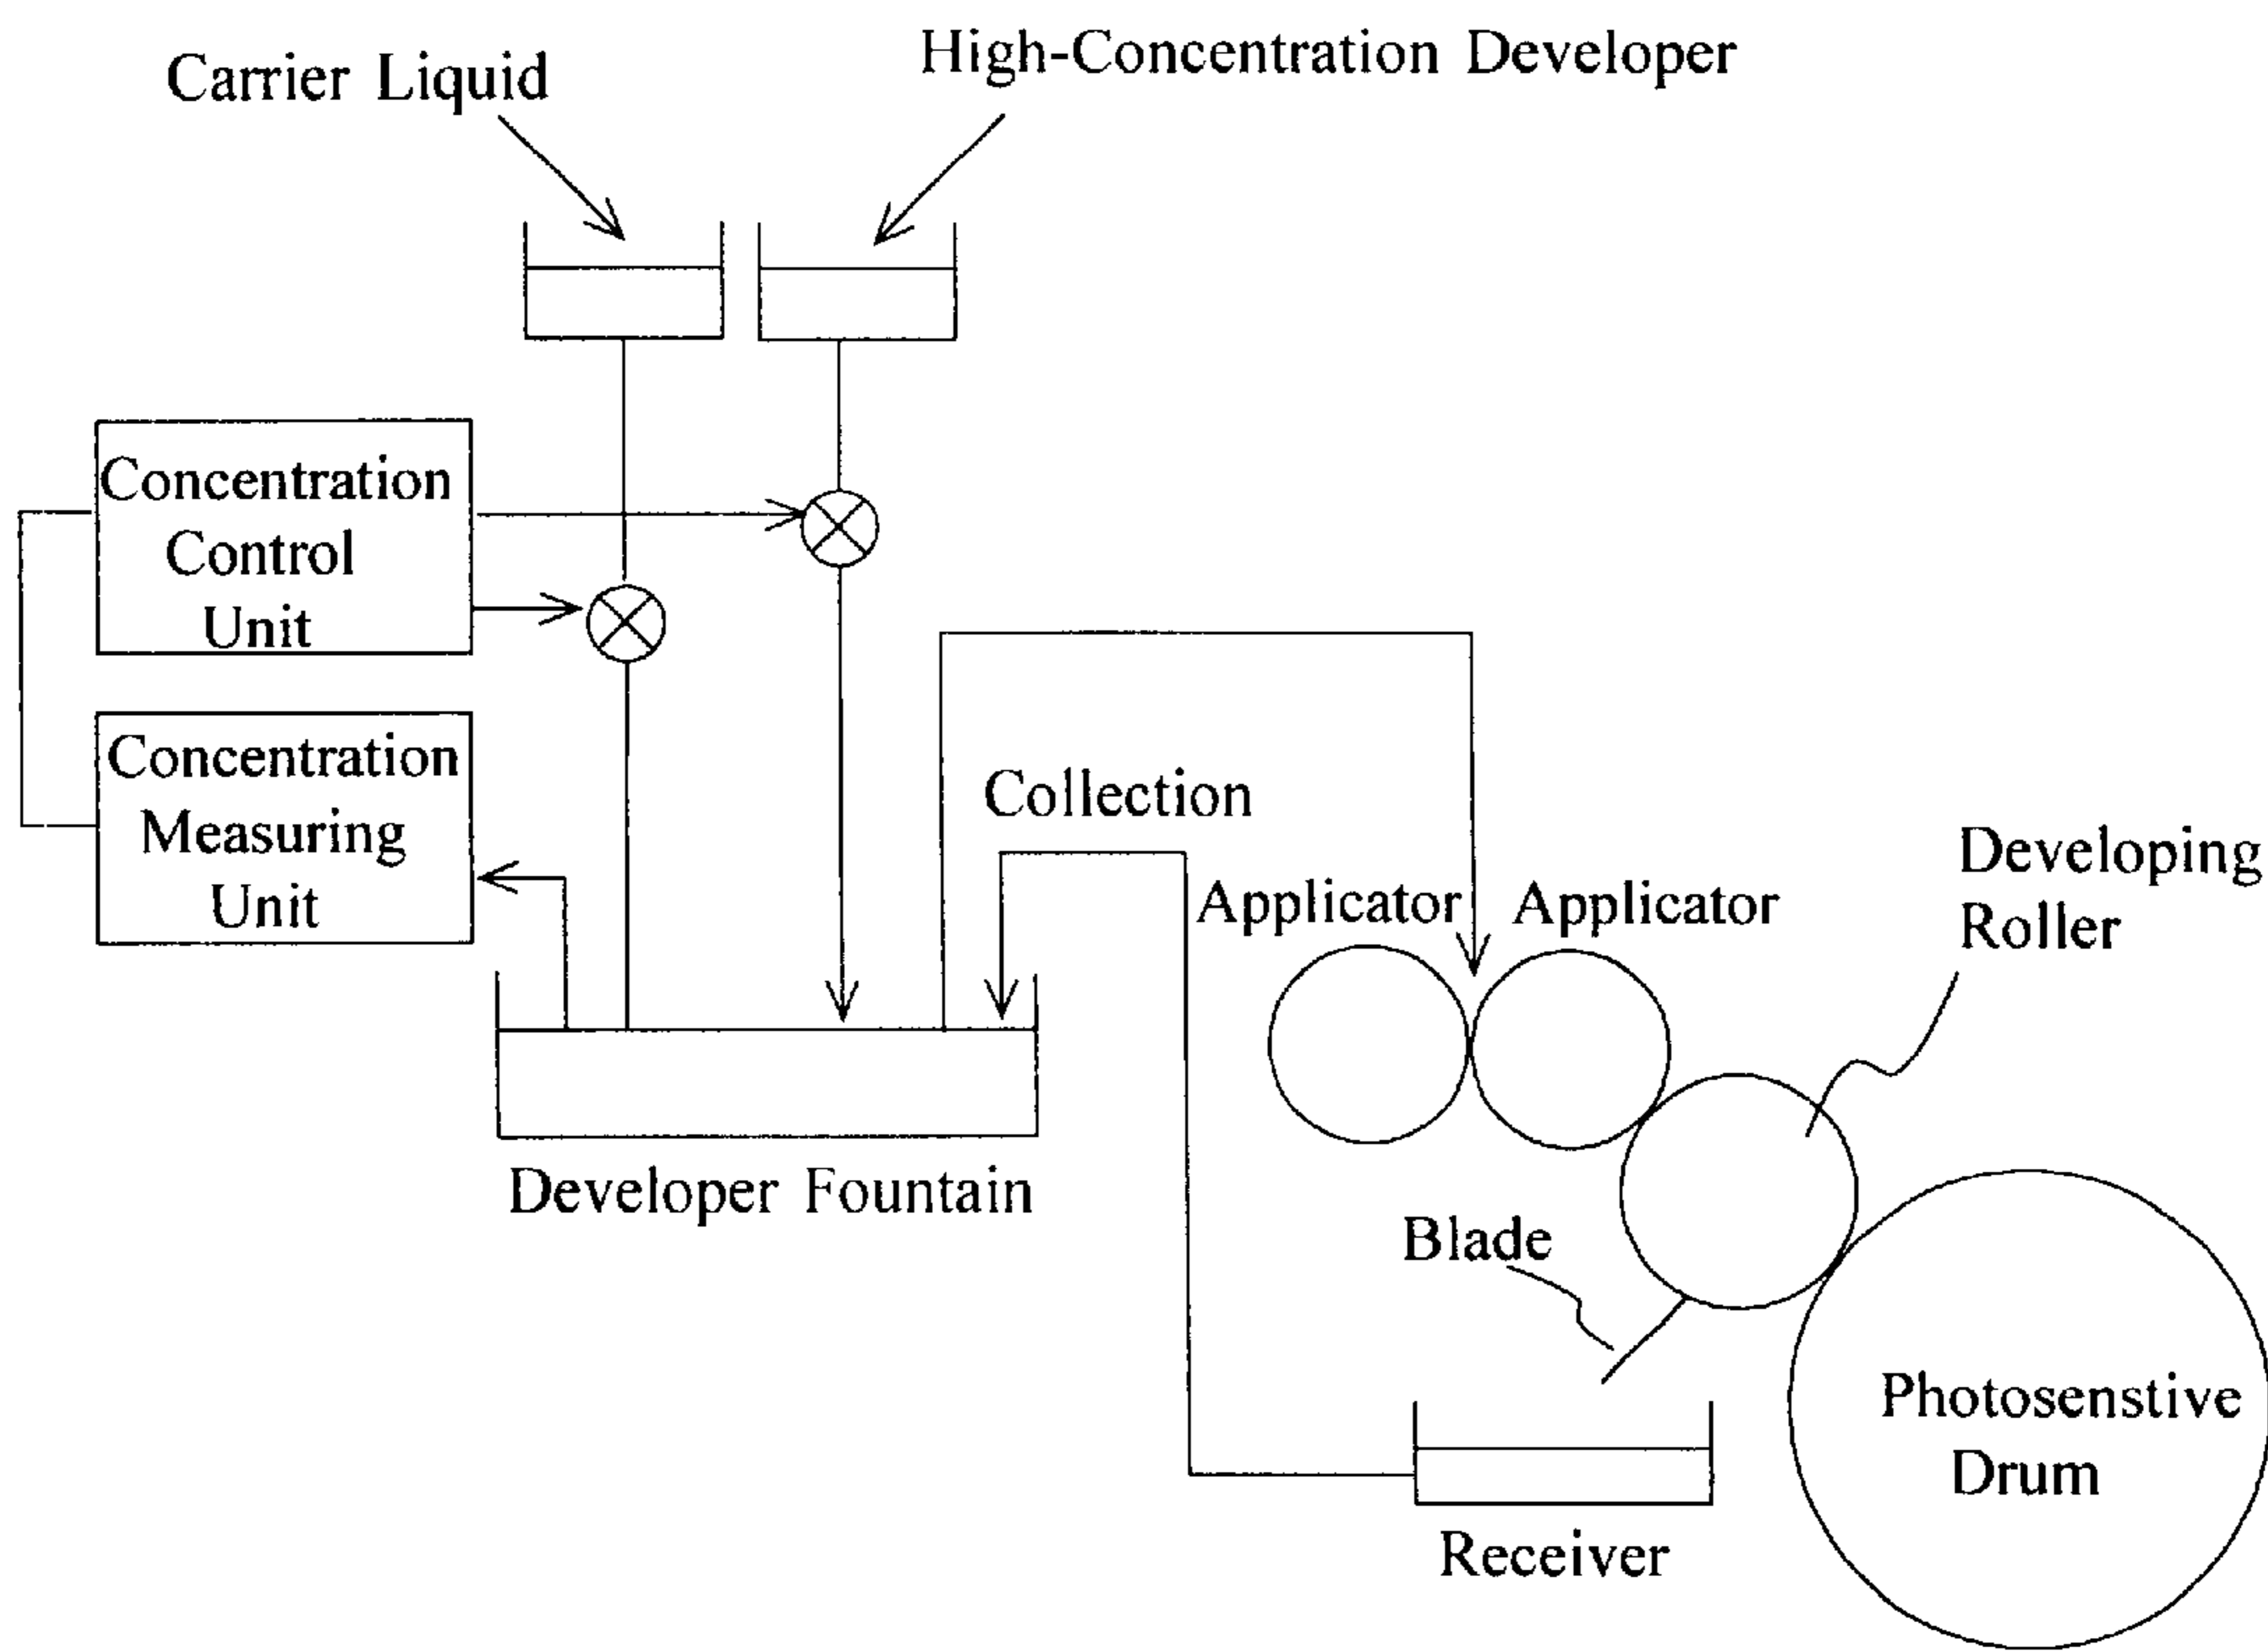 Carrier Liquid
High-Concentration Developer
Concentration
Control
Unit
Concentration
Measuring
Unit
Collection
Applicator
Applicator
Developing
Roller
Developer Fountain
Blade
Photosenstive
Drum
Receiver